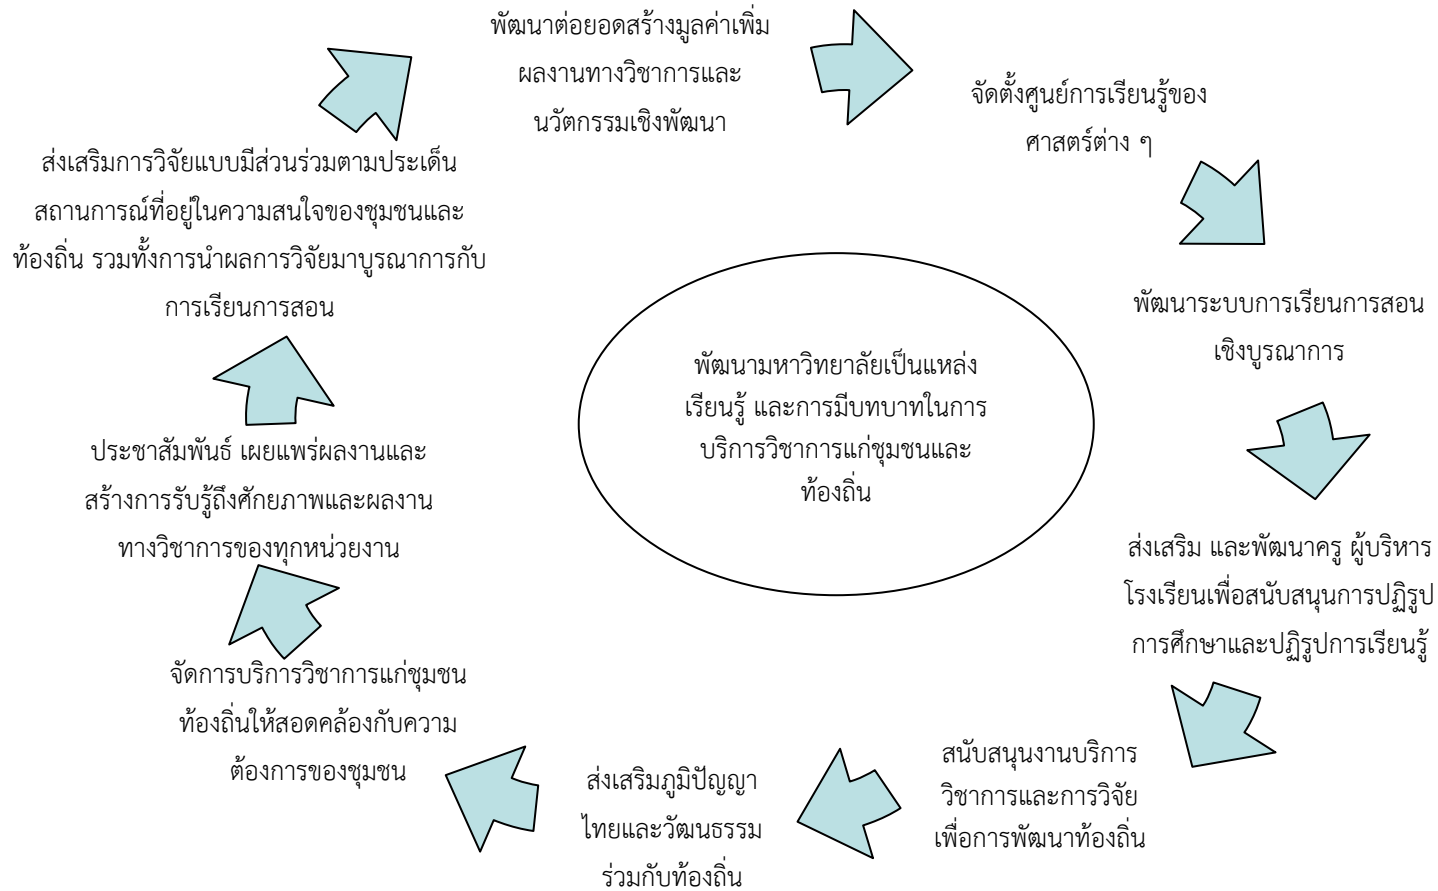 พัฒนาต่อยอดสร้างมูลค่าเพิ่ม
ผลงานทางวิชาการและ
นวัตกรรมเชิงพัฒนา
จัดตั้งศูนย์การเรียนรู้ของ
ศาสตร์ต่าง ๆ
พัฒนาระบบการเรียนการสอน
เชิงบูรณาการ
ส่งเสริม และพัฒนาครู ผู้บริหาร
โรงเรียนเพื่อสนับสนุนการปฏิรูป
การศึกษาและปฏิรูปการเรียนรู้
สนับสนุนงานบริการ
วิชาการและการวิจัย
เพื่อการพัฒนาท้องถิ่น
ส่งเสริมภูมิปัญญา
ไทยและวัฒนธรรม
ร่วมกับท้องถิ่น
จัดการบริการวิชาการแก่ชุมชน
ท้องถิ่นให้สอดคล้องกับความ
ต้องการของชุมชน
ประชาสัมพันธ์ เผยแพร่ผลงานและ
สร้างการรับรู้ถึงศักยภาพและผลงาน
ทางวิชาการของทุกหน่วยงาน
ส่งเสริมการวิจัยแบบมีส่วนร่วมตามประเด็น
สถานการณ์ที่อยู่ในความสนใจของชุมชนและ
ท้องถิ่น รวมทั้งการนำผลการวิจัยมาบูรณาการกับ
การเรียนการสอน
พัฒนามหาวิทยาลัยเป็นแหล่ง
เรียนรู้ และการมีบทบาทในการ
บริการวิชาการแก่ชุมชนและ
ท้องถิ่น